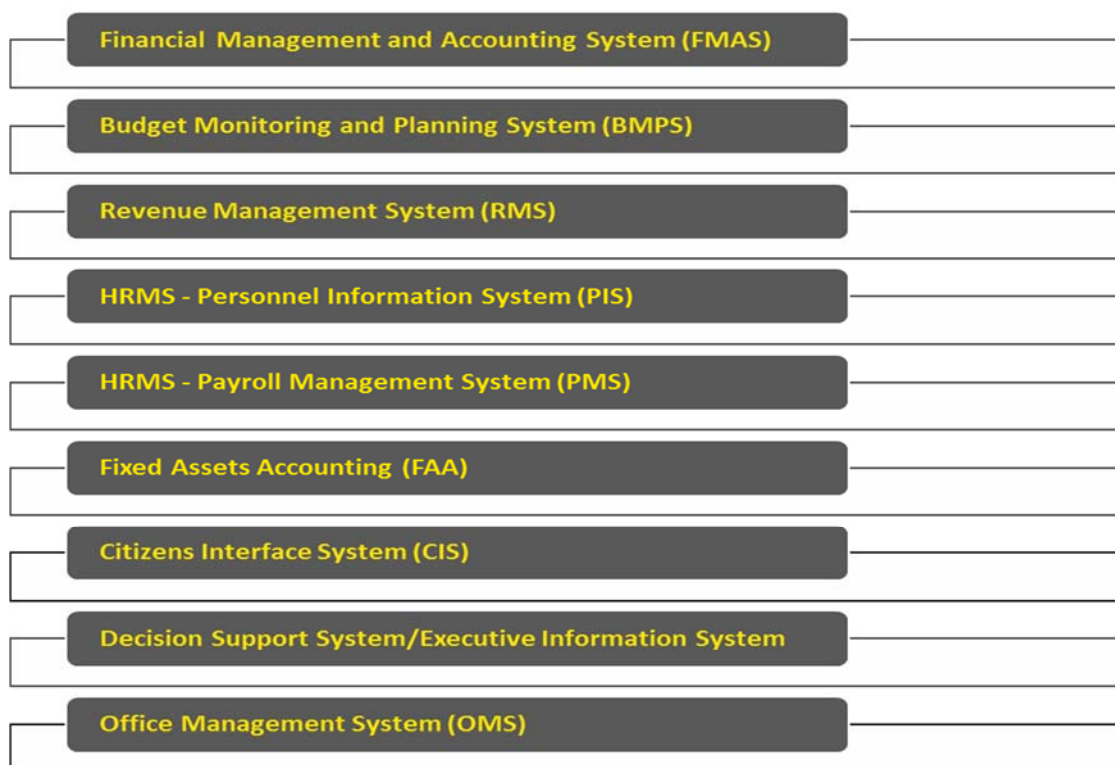 Financial Management and Accounting System (FMAS)
Budget Monitoring and Planning System (BMPS)
Revenue Management System (RMS)
HRMS - Personnel Information System (PIS)
HRMS - Payroll Management System (PMS)
Fixed Assets Accounting (FAA)
Citizens Interface System (CIS)
Decision Support System/Executive Information System
Office Management System (OMS)